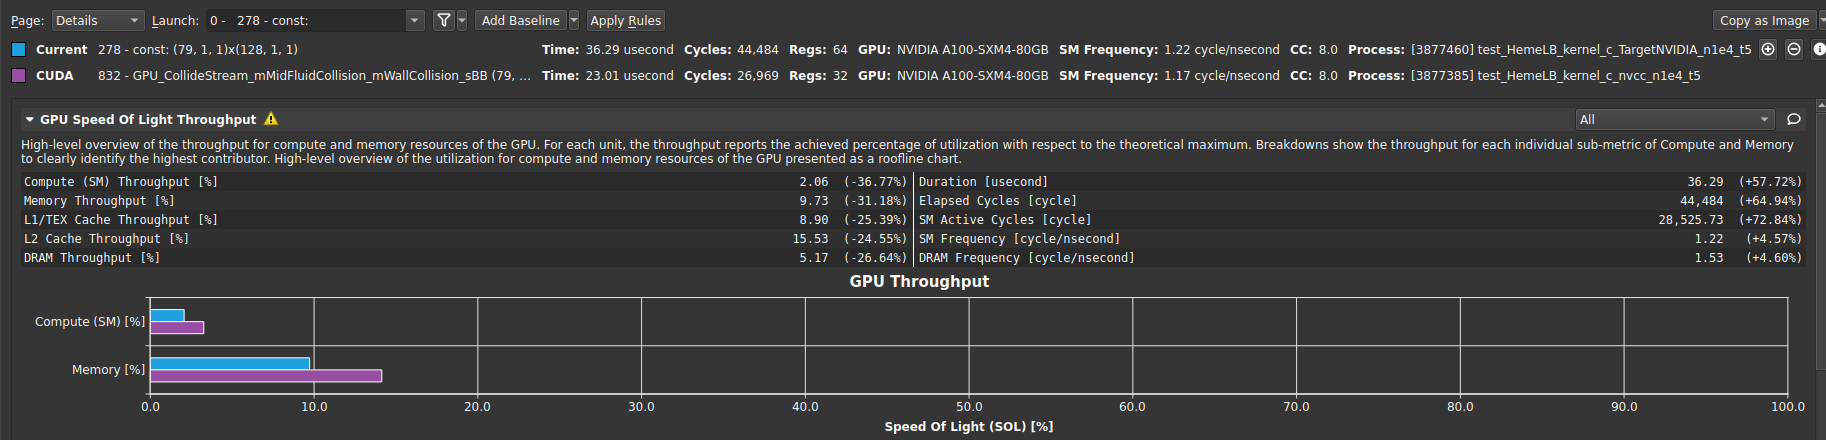 Page: Details Launch: 0 - 278 - const: Add Baseline Apply Rules Copy as Image
Current 278 - const: (79, 1, 1)x(128, 1, 1) Time: 36.29 usecond Cycles: 44,484 Regs: 64 GPU: NVIDIA A100-SXM4-80GB SM Frequency: 1.22 cycle/nsecond CC: 8.0 Process: [3877460] test_HemeLB_kernel_c_TargetNVIDIA_n1e4_t5
CUDA 832 - GPU_CollideStream_mMidFluidCollision_mWallCollision_sBB (79, ... Time: 23.01 usecond Cycles: 26,969 Regs: 32 GPU: NVIDIA A100-SXM4-80GB SM Frequency: 1.17 cycle/nsecond CC: 8.0 Process: [3877385] test_HemeLB_kernel_c_nvcc_n1e4_t5
GPU Speed Of Light Throughput All
High-level overview of the throughput for compute and memory resources of the GPU. For each unit, the throughput reports the achieved percentage of utilization with respect to the theoretical maximum. Breakdowns show the throughput for each individual sub-metric of Compute and Memory
to clearly identify the highest contributor. High-level overview of the utilization for compute and memory resources of the GPU presented as a roofline chart.
Compute (SM) Throughput [%] 2.06 (-36.77%) Duration [usecond] 36.29 (+57.72%)
Memory Throughput [%] 9.73 (-31.18%) Elapsed Cycles [cycle] 44,484 (+64.94%)
L1/TEX Cache Throughput [%] 8.90 (-25.39%) SM Active Cycles [cycle] 28,525.73 (+72.84%)
L2 Cache Throughput [%] 15.53 (-24.55%) SM Frequency [cycle/nsecond] 1.22 (+4.57%)
DRAM Throughput [%] 5.17 (-26.64%) DRAM Frequency [cycle/nsecond] 1.53 (+4.60%)
GPU Throughput
Compute (SM) [%]
Memory [%]
0.0 10.0 20.0 30.0 40.0 50.0 60.0 70.0 80.0 90.0 100.0
Speed Of Light (SOL) [%]